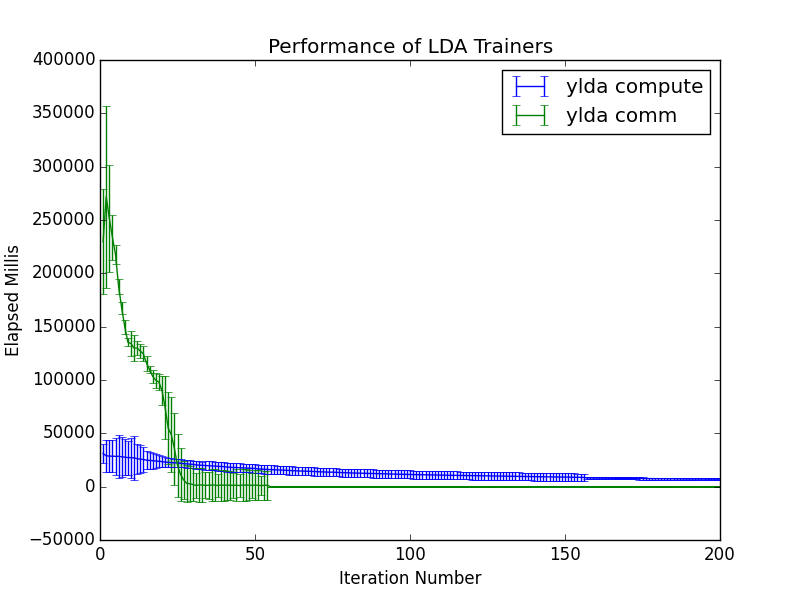 Performance of LDA Trainers
400000
350000
300000
250000
200000
150000
100000
50000
0
−50000
Elapsed Millis
ylda compute
ylda comm
0 50 100 150 200
Iteration Number